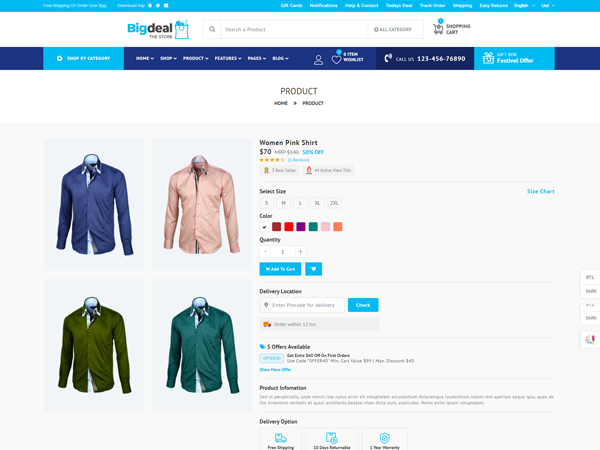 Free Shipping On Order Over $99 Download App Gift Cards Notifications Help & Contact Todays Deal Track Order Shipping Easy Returns English Usd
Bigdeal
THE STORE
Search a Product
ALL CATEGORY
0
SHOPPING
CART
SHOP BY CATEGORY
HOME SHOP PRODUCT FEATURES PAGES BLOG
0
0 ITEM
WISHLIST
CALL US 123-456-76890
GIFT BOX
Festivel Offer
PRODUCT
HOME » PRODUCT
Women Pink Shirt
$70 MRP $140 50% OFF
(6 Reviews)
3 Best Seller 44 Active View This
Select Size Size Chart
S M L XL 2XL
Color
Quantity
1
Add To Cart
Delivery Location
Enter Pincode for delivery Check
Order within 12 hrs
5 Offers Available
OFFER40 Get Extra $40 Off On First Orders
Use Code "OFFER40" Min. Cart Value $99 | Max. Discount $40
Show More Offer
Product Infomation
Sed ut perspiciatis, unde omnis iste natus error sit voluptatem accusantium doloremque laudantium, totam rem aperiam eaque ipsa, quae ab
illo inventore veritatis et quasi architecto beatae vitae dicta sunt, explicabo. Nemo enim ipsam voluptatem,
Delivery Option
Free Shipping 10 Days Returnable 1 Year Warranty
RTL
DARK
RTL
DARK